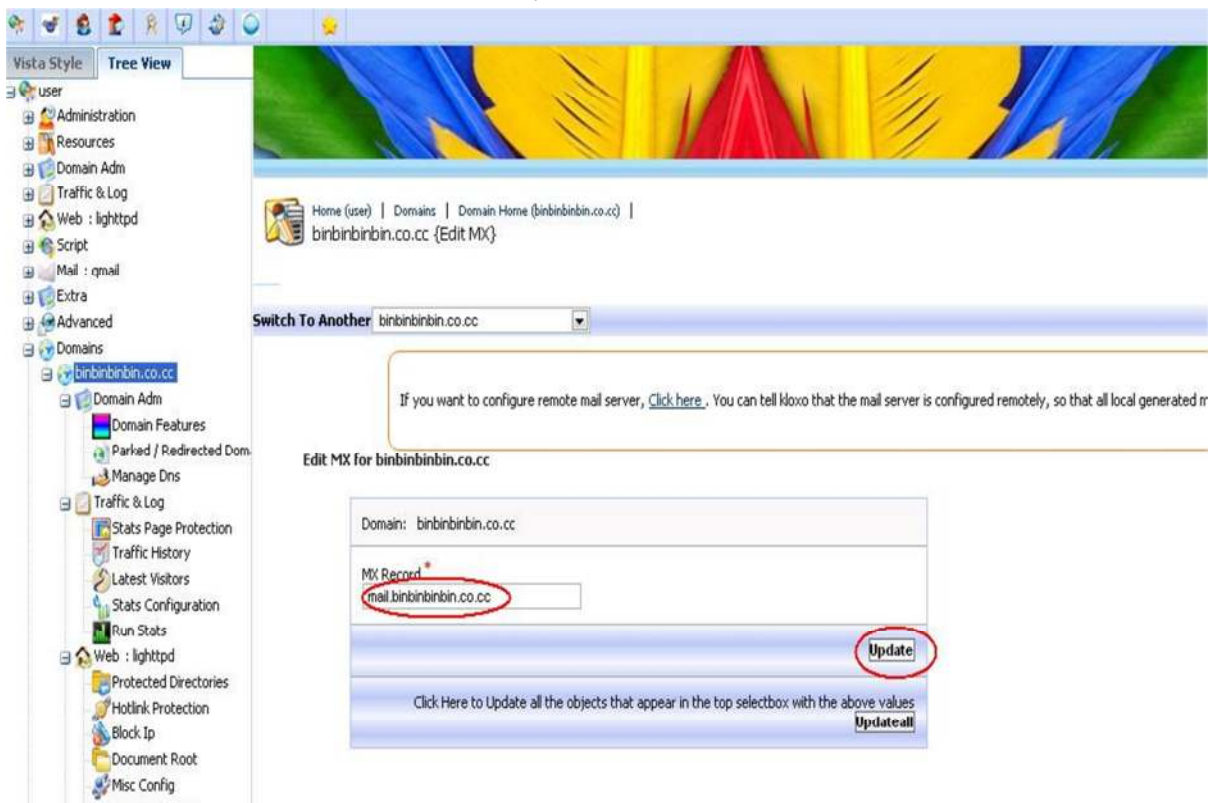 Vista Style Tree View
user
Administration
Resources
Domain Adm
Traffic & Log
Web : lighttpd
Script
Mail : qmail
Extra
Advanced
Domains
binbinbinbin.co.cc
Domain Adm
Domain Features
Parked / Redirected Dom
Manage Dns
Traffic & Log
Stats Page Protection
Traffic History
Latest Visitors
Stats Configuration
Run Stats
Web : lighttpd
Protected Directories
Hotlink Protection
Block Ip
Document Root
Misc Config
Home (user) | Domains | Domain Home (binbinbinbin.co.cc) |
binbinbinbin.co.cc {Edit MX}
Switch To Another binbinbinbin.co.cc
If you want to configure remote mail server, Click here . You can tell kloxo that the mail server is configured remotely, so that all local generated m
Edit MX for binbinbinbin.co.cc
Domain: binbinbinbin.co.cc
MX Record *
mail.binbinbinbin.co.cc
Update
Click Here to Update all the objects that appear in the top selectbox with the above values
Updateall